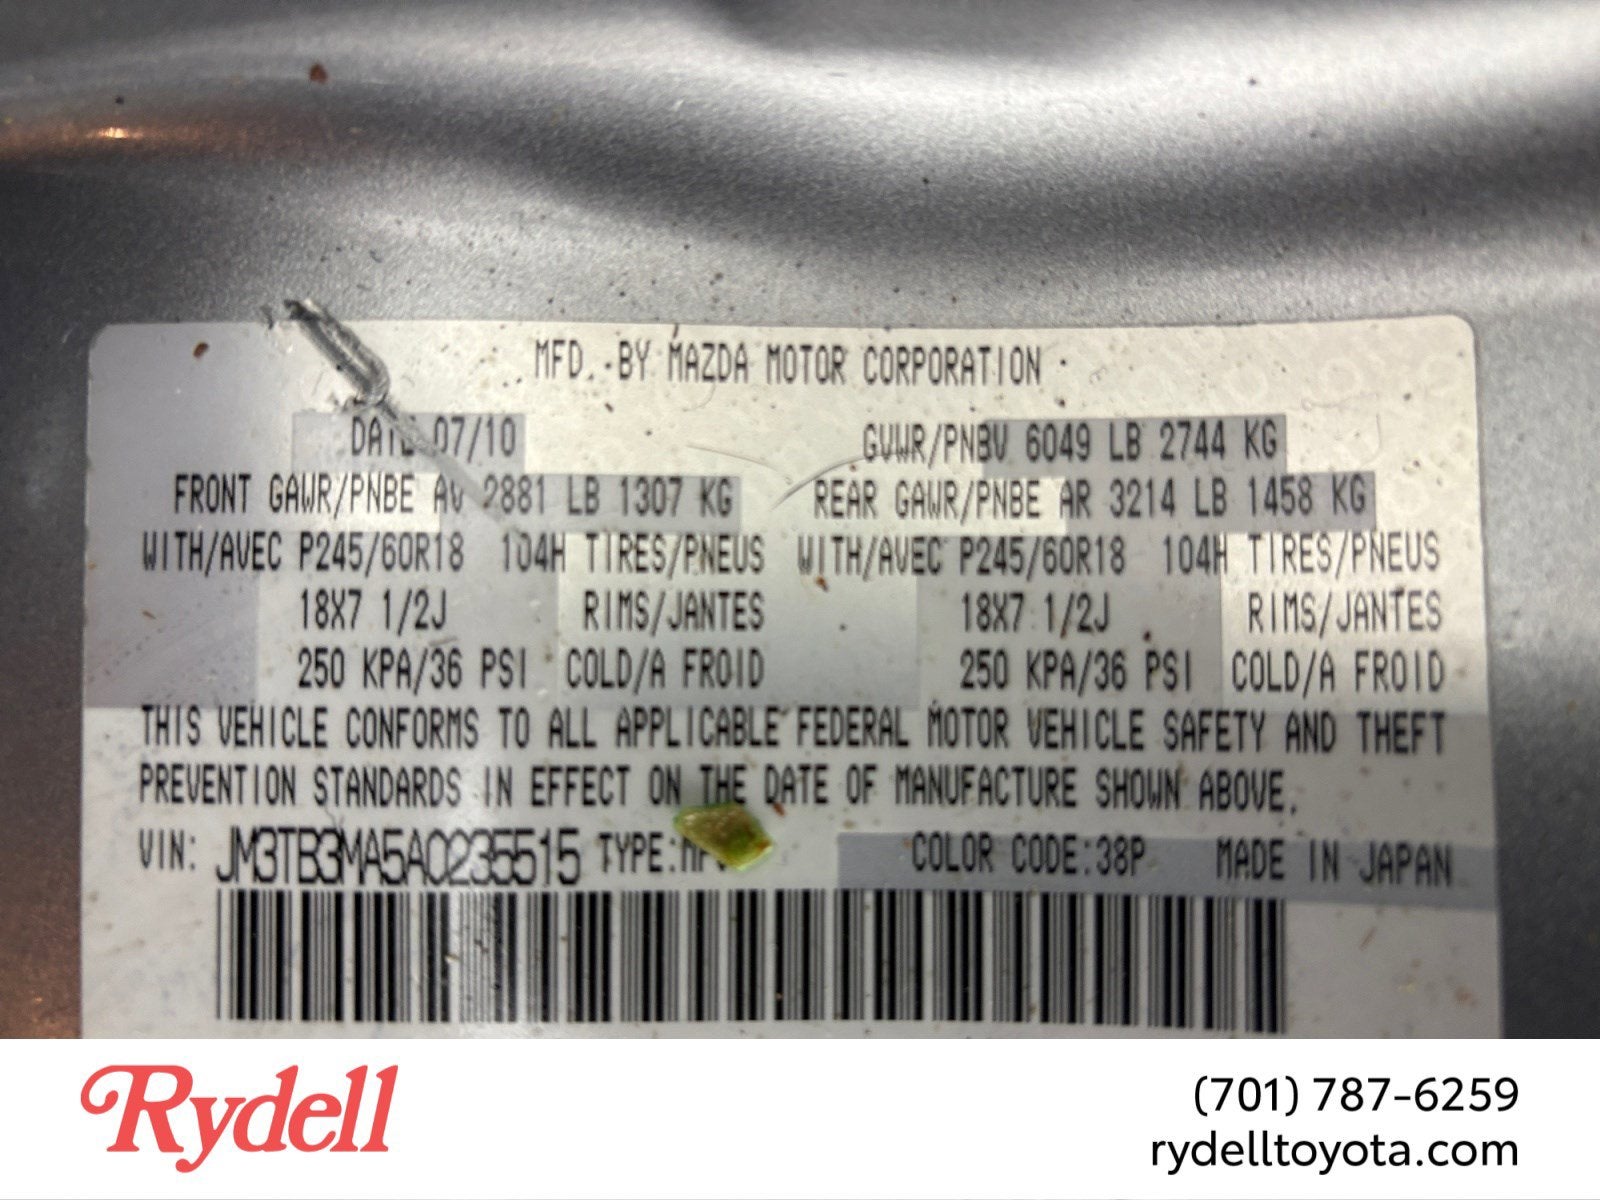 MFD. BY MAZDA MOTOR CORPORATION
DATE 07/10 GVWR/PNBV 6049 LB 2744 KG
FRONT GAWR/PNBE AV 2881 LB 1307 KG REAR GAWR/PNBE AR 3214 LB 1458 KG
WITH/AVEC P245/60R18 104H TIRES/PNEUS WITH/AVEC P245/60R18 104H TIRES/PNEUS
18X7 1/2J RIMS/JANTES 18X7 1/2J RIMS/JANTES
250 KPA/36 PSI COLD/A FROID 250 KPA/36 PSI COLD/A FROID
THIS VEHICLE CONFORMS TO ALL APPLICABLE FEDERAL MOTOR VEHICLE SAFETY AND THEFT
PREVENTION STANDARDS IN EFFECT ON THE DATE OF MANUFACTURE SHOWN ABOVE.
VIN: JM3TB3MA5A0235515 TYPE: COLOR CODE:38P MADE IN JAPAN
Rydell
(701) 787-6259
rydelltoyota.com